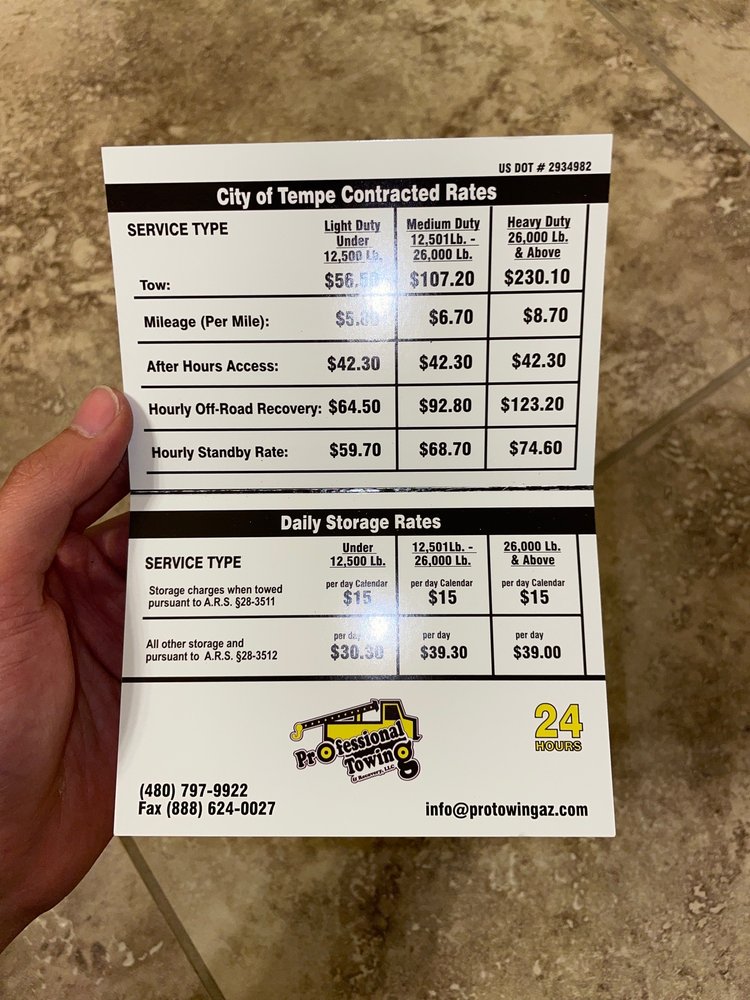 US DOT # 2934982
City of Tempe Contracted Rates
SERVICE TYPE Light Duty Under 12,500 Lb. Medium Duty 12,501Lb. - 26,000 Lb. Heavy Duty 26,000 Lb. & Above
Tow: $107.20 $230.10
Mileage (Per Mile): $6.70 $8.70
After Hours Access: $42.30 $42.30 $42.30
Hourly Off-Road Recovery: $64.50 $92.80 $123.20
Hourly Standby Rate: $59.70 $68.70 $74.60
Daily Storage Rates
SERVICE TYPE Under 12,500 Lb. 12,501Lb. - 26,000 Lb. 26,000 Lb. & Above
Storage charges when towed
pursuant to A.R.S. §28-3511
per day Calendar per day Calendar per day Calendar
$15 $15 $15
All other storage and
pursuant to A.R.S. §28-3512
per day per day per day
$30.30 $39.30 $39.00
Professional
Towing
& Recovery, LLC.
24
HOURS
(480) 797-9922
Fax (888) 624-0027
info@protowingaz.com